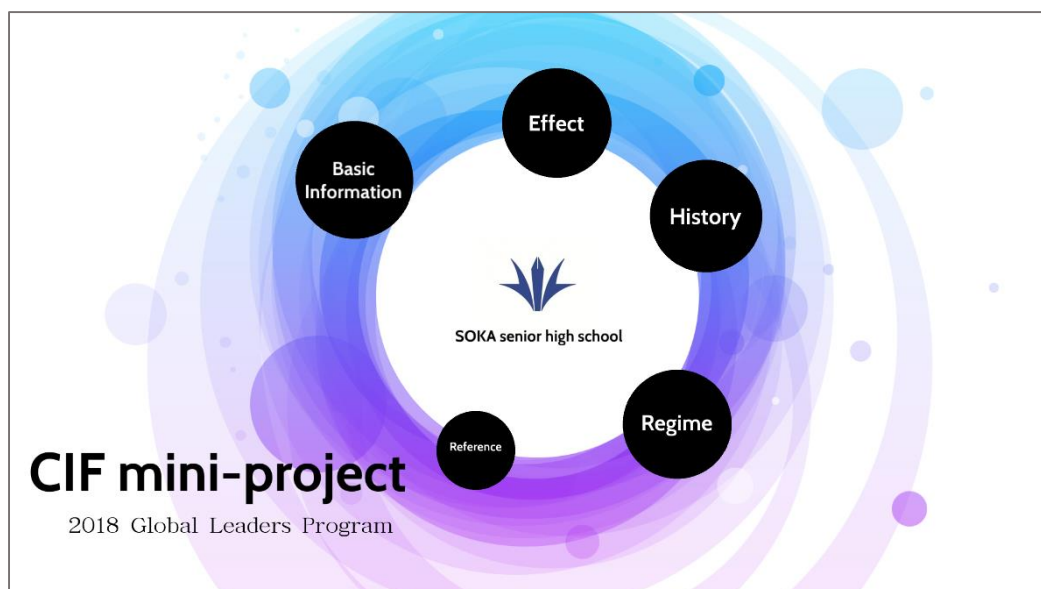 Effect
Basic
Information
History
SOKA senior high school
Regime
Reference
CIF mini-project
2018 Global Leaders Program